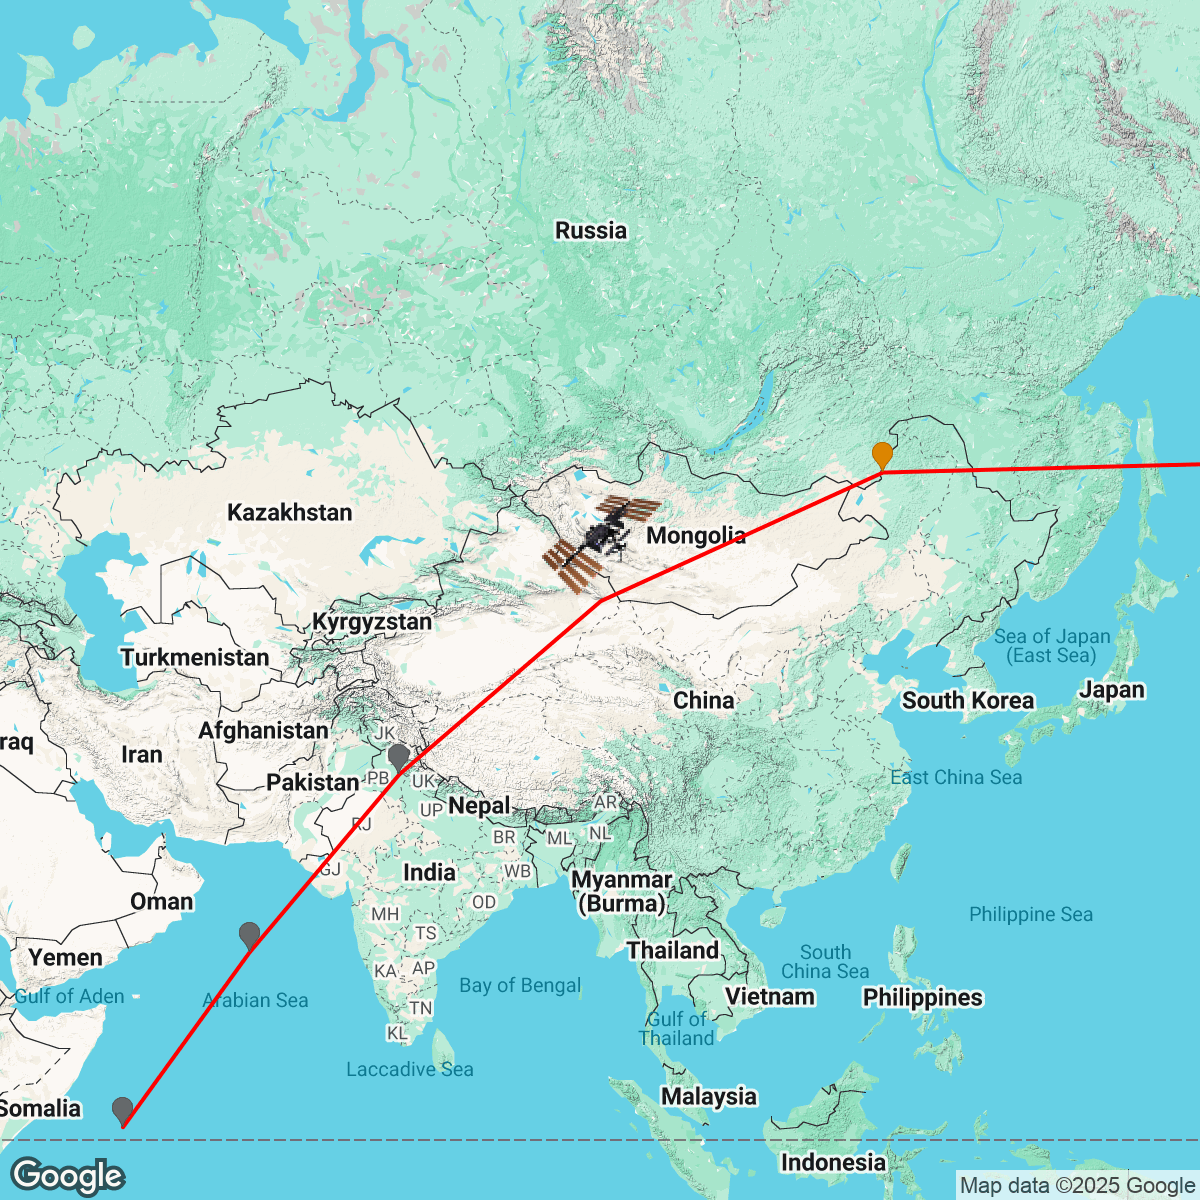 Russia
Kazakhstan
Mongolia
Kyrgyzstan
Turkmenistan
Sea of Japan
(East Sea)
China
South Korea
Japan
Afghanistan
JK
raq
Iran
Pakistan
PB
UK
East China Sea
Nepal
UP
AR
RJ
BR
ML
NL
GJ
India
WB
Myanmar
(Burma)
Oman
OD
MH
Philippine Sea
TS
Yemen
Thailand
South
China Sea
KA
AP
Bay of Bengal
Gulf of Aden
Arabian Sea
Vietnam
Philippines
TN
KL
Gulf of
Thailand
Laccadive Sea
Malaysia
Somalia
Indonesia
Google
Map data ©2025 Google